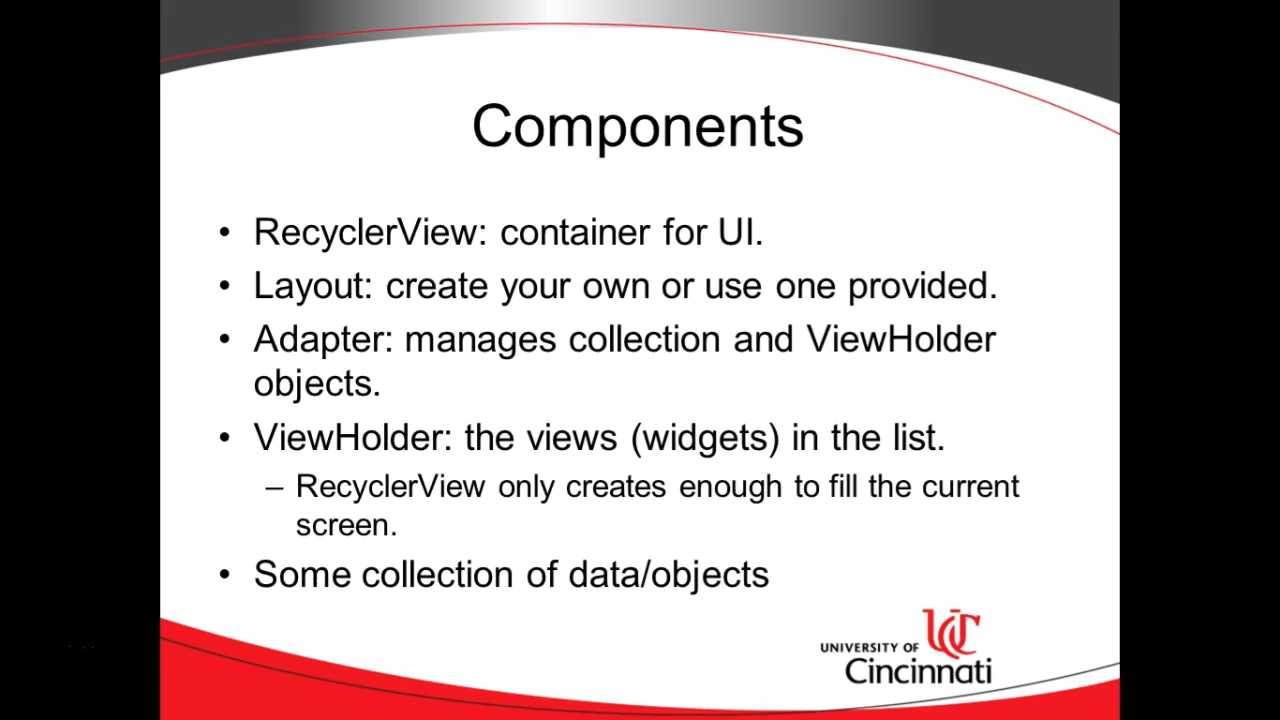 Components
• RecyclerView: container for UI.
• Layout: create your own or use one provided.
• Adapter: manages collection and ViewHolder
objects.
• ViewHolder: the views (widgets) in the list.
– RecyclerView only creates enough to fill the current
screen.
• Some collection of data/objects
UC
UNIVERSITY OF
Cincinnati